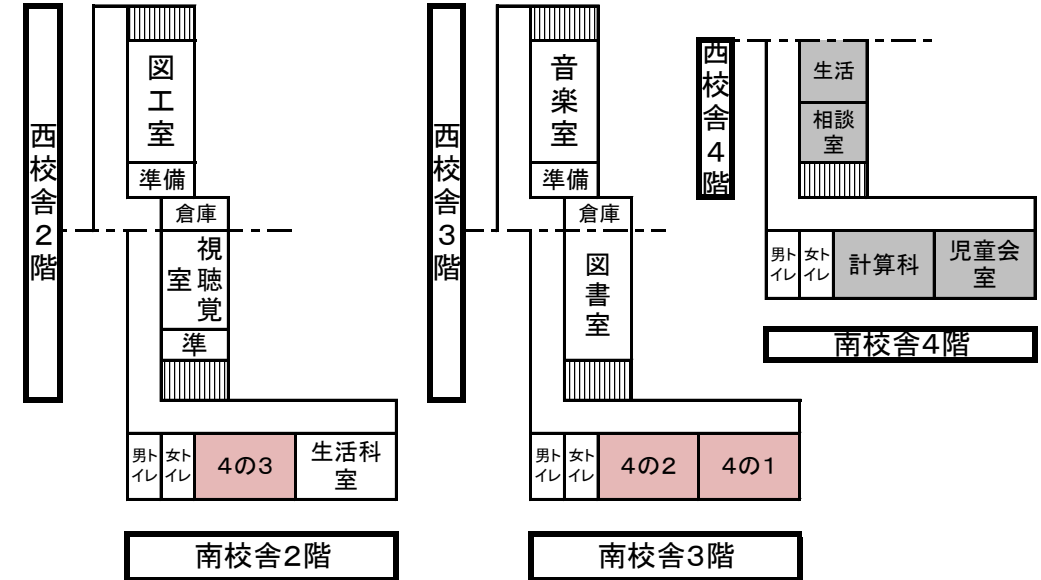 西校舎2階
図工室
準備
倉庫
視聴覚室
準
男トイレ
女トイレ
4の3
生活科室
南校舎2階
西校舎3階
音楽室
準備
倉庫
図書室
男トイレ
女トイレ
4の2
4の1
南校舎3階
西校舎4階
生活
相談室
男トイレ
女トイレ
計算科
児童会室
南校舎4階